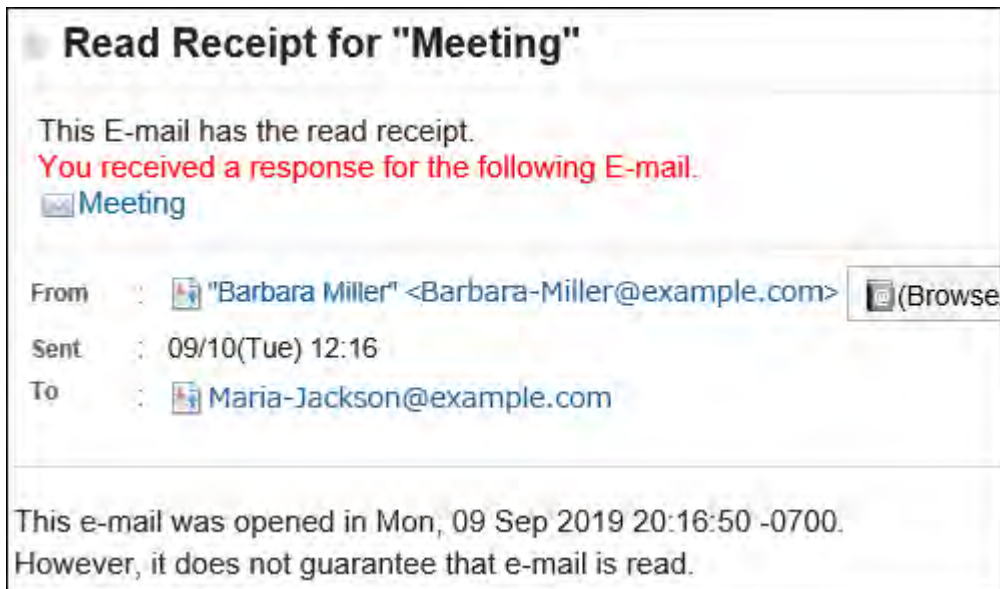 Read Receipt for "Meeting"
This E-mail has the read receipt.
You received a response for the following E-mail.
Meeting
From : "Barbara Miller" <Barbara-Miller@example.com> (Browse
Sent : 09/10(Tue) 12:16
To : Maria-Jackson@example.com
This e-mail was opened in Mon, 09 Sep 2019 20:16:50 -0700.
However, it does not guarantee that e-mail is read.